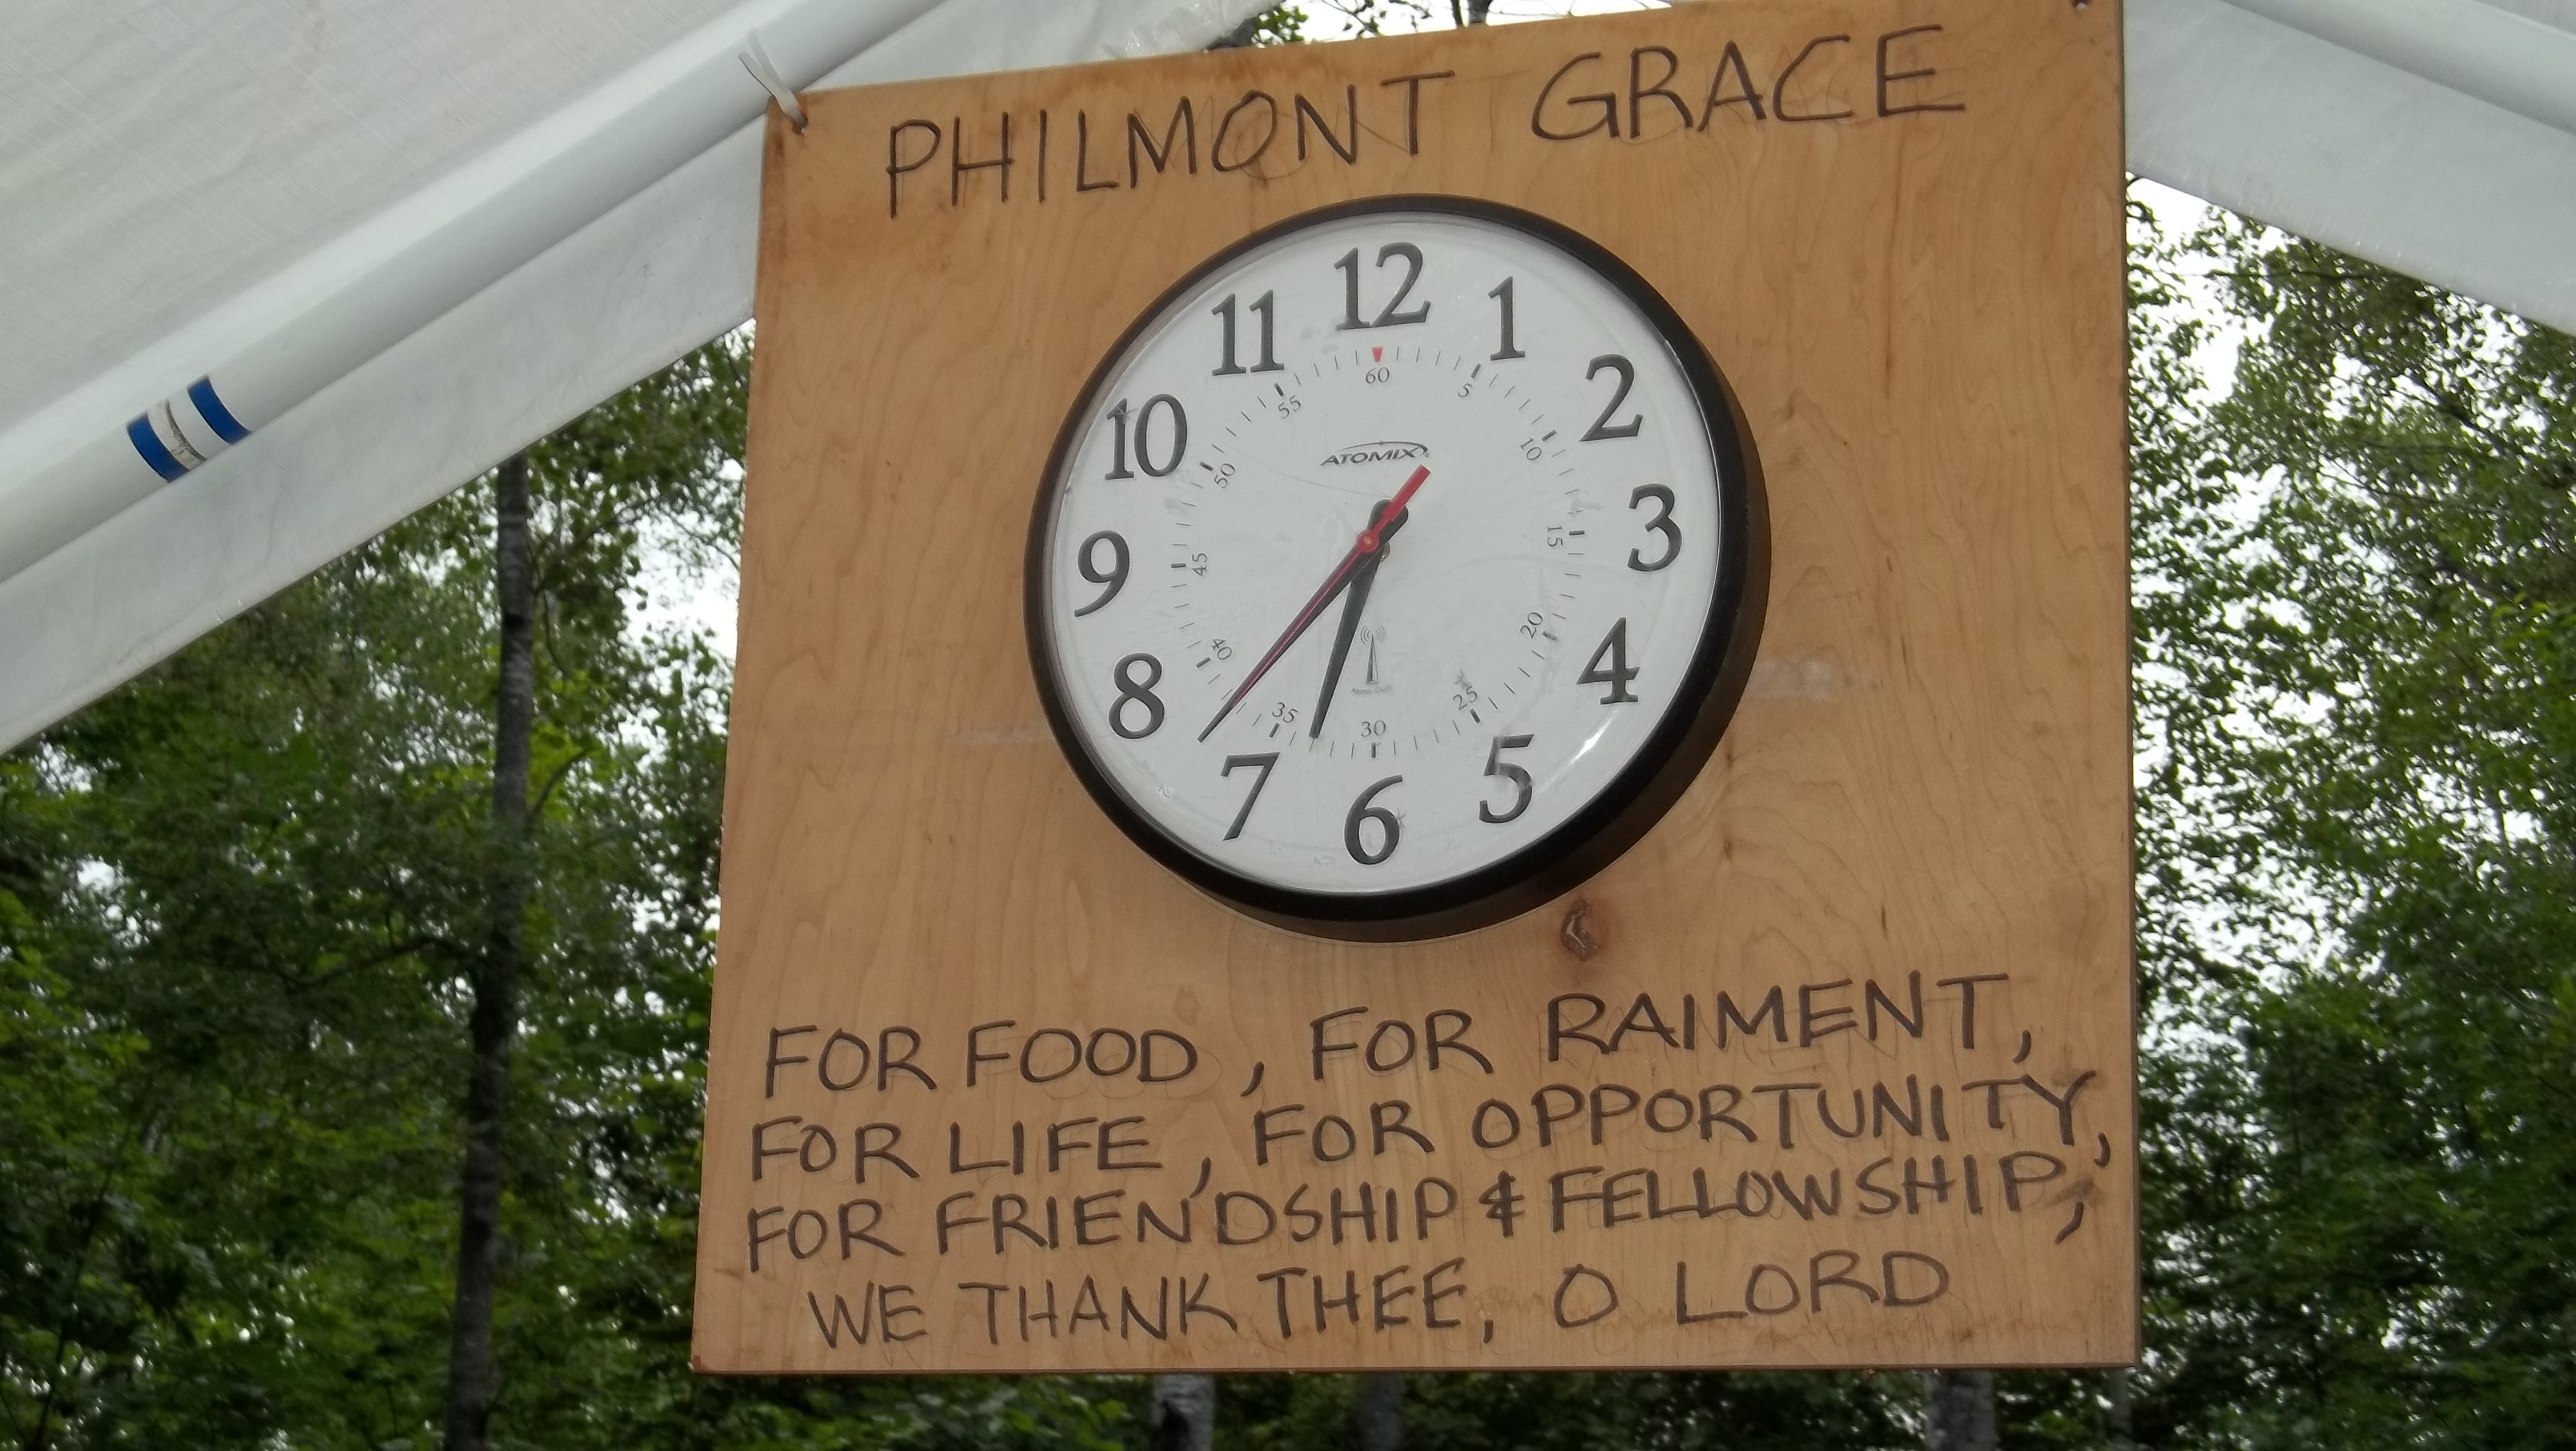 PHILMONT GRACE
12
11 1
60
55 5
10 2
50 10
ATOMIX
9 45 15 3
40 20
8 4
35 30 25
7 5
6
FOR FOOD, FOR RAIMENT,
FOR LIFE, FOR OPPORTUNITY,
FOR FRIENDSHIP & FELLOWSHIP,
WE THANK THEE, O LORD